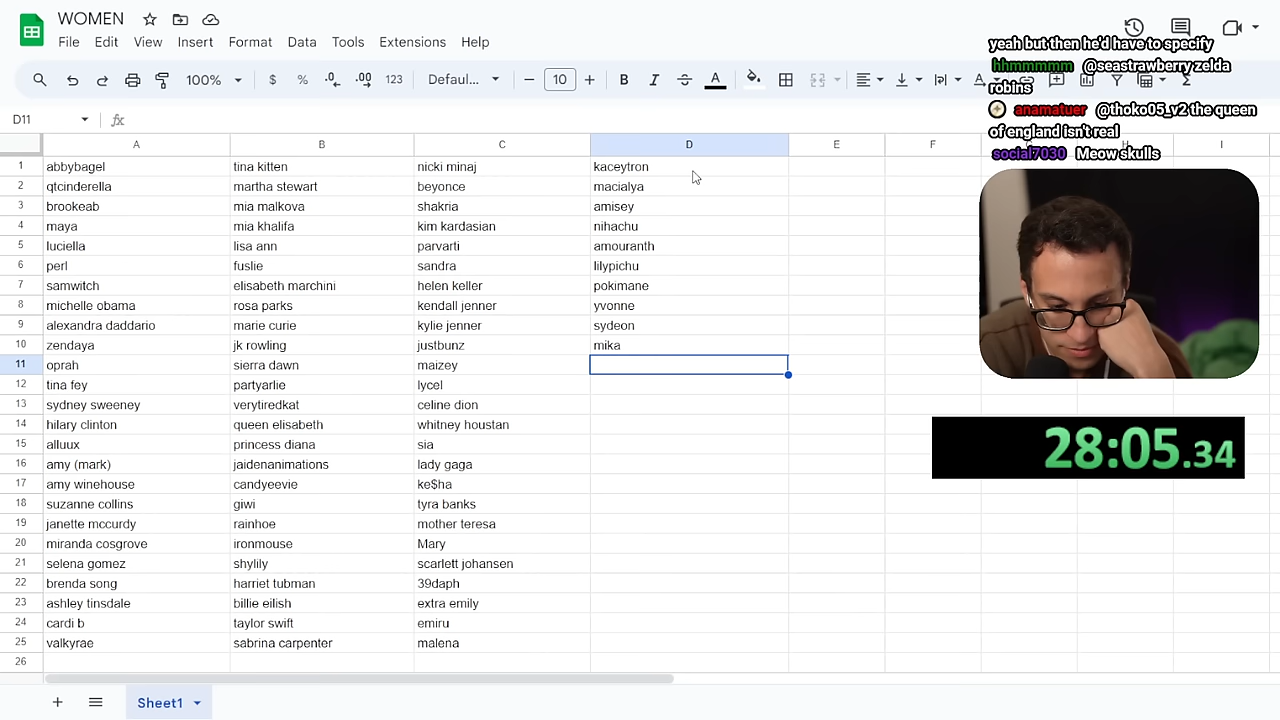 WOMEN
File Edit View Insert Format Data Tools Extensions Help
100% $ % .0 .00 123 Defaul... 10 B I S A
D11 fx
A B C D E F I
1 abbybagel tina kitten nicki minaj kaceytron
2 qtcinderella martha stewart beyonce macialya
3 brookeab mia malkova shakria amisey
4 maya mia khalifa kim kardasian nihachu
5 luciella lisa ann parvarti amouranth
6 perl fuslie sandra lilypichu
7 samwitch elisabeth marchini helen keller pokimane
8 michelle obama rosa parks kendall jenner yvonne
9 alexandra daddario marie curie kylie jenner sydeon
10 zendaya jk rowling justbunz mika
11 oprah sierra dawn maizey
12 tina fey partyarlie lycel
13 sydney sweeney verytiredkat celine dion
14 hilary clinton queen elisabeth whitney houstan
15 alluux princess diana sia
16 amy (mark) jaidenanimations lady gaga
17 amy winehouse candyeevie ke$ha
18 suzanne collins giwi tyra banks
19 janette mccurdy rainhoe mother teresa
20 miranda cosgrove ironmouse Mary
21 selena gomez shylily scarlett johansen
22 brenda song harriet tubman 39daph
23 ashley tinsdale billie eilish extra emily
24 cardi b taylor swift emiru
25 valkyrae sabrina carpenter malena
26
Sheet1
yeah but then he'd have to specify
hhmmmmm @seastrawberry zelda
robins
anamatuer @thoko05_v2 the queen
of england isn't real
social7030 Meow skulls
28:05.34